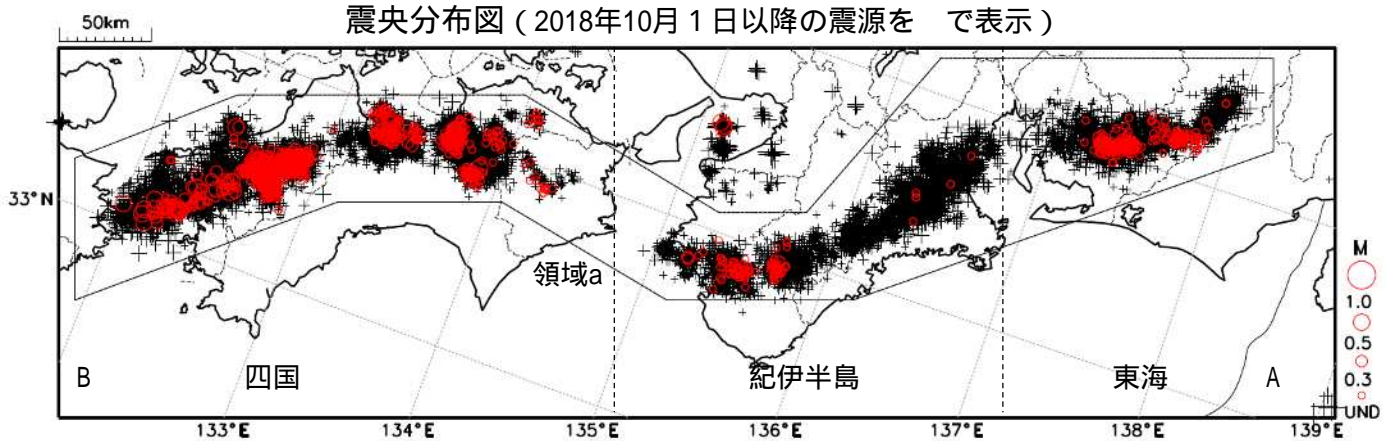 震央分布図(2018年10月1日以降の震源を　で表示)
50km
33°N
領域a
B
四国
紀伊半島
東海
A
M
1.0
0.5
0.3
UND
133°E
134°E
135°E
136°E
137°E
138°E
139°E